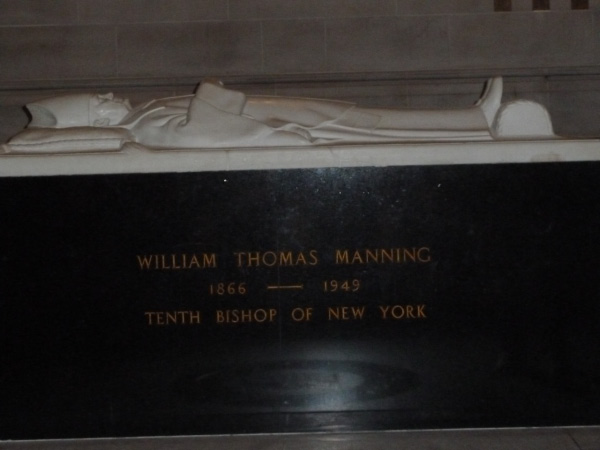 WILLIAM THOMAS MANNING
1866 — 1949
TENTH BISHOP OF NEW YORK